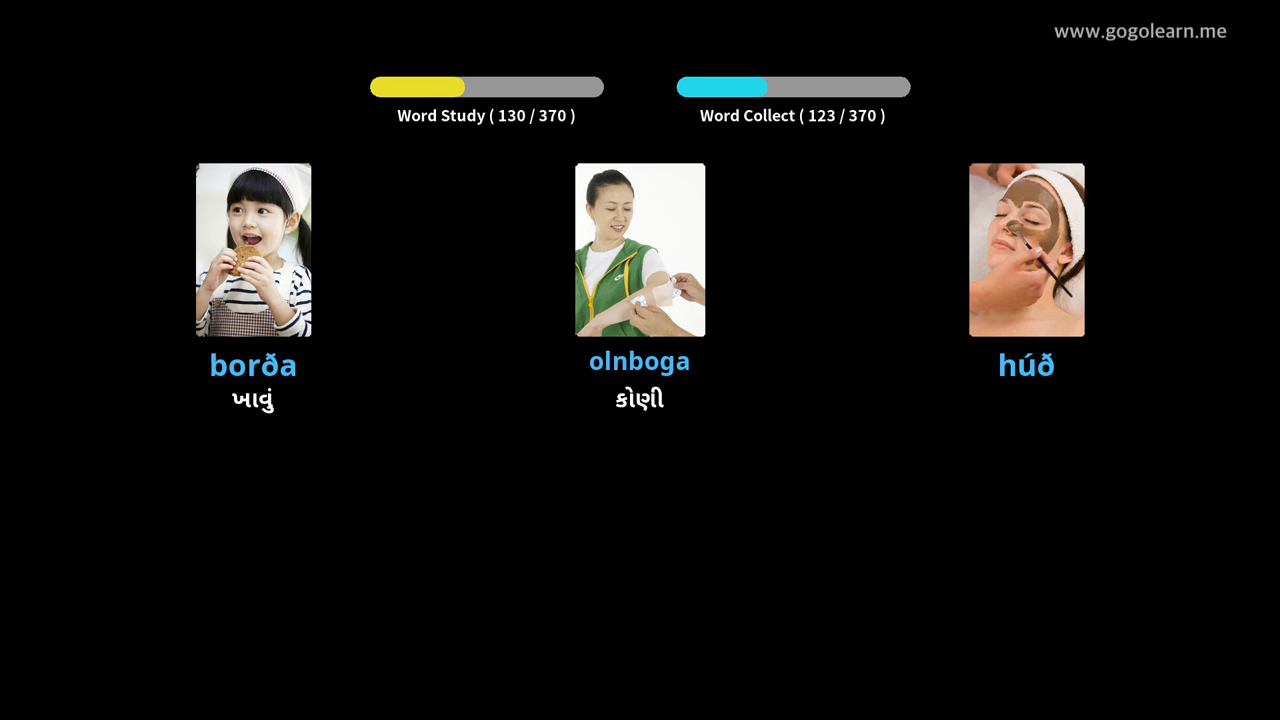 www.gogolearn.me
Word Study ( 130 / 370 )
Word Collect ( 123 / 370 )
borða
ખાવું
olnboga
કોણી
húð